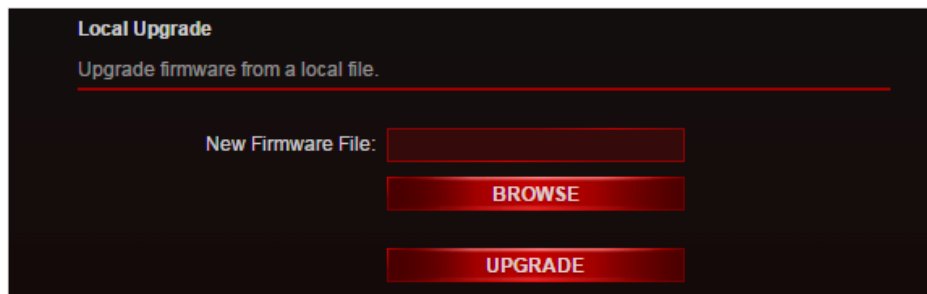 Local Upgrade
Upgrade firmware from a local file.
New Firmware File:
BROWSE
UPGRADE